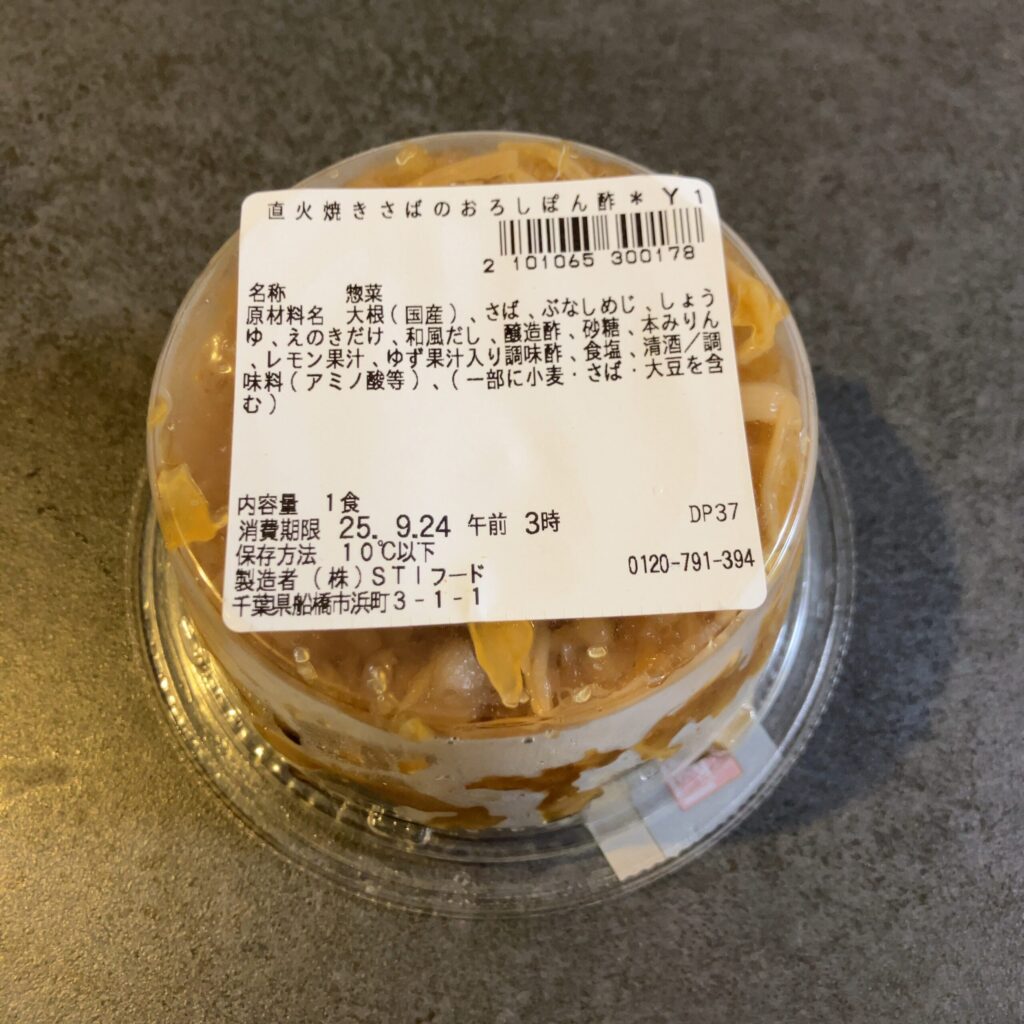 直火焼きさばのおろしぽん酢＊ Y1
2 101065 300178
名称　惣菜
原材料名　大根(国産)、さば、ぶなしめじ、しょう
ゆ、えのきだけ、和風だし、醸造酢、砂糖、本みりん
、レモン果汁、ゆず果汁入り調味酢、食塩、清酒／調
味料(アミノ酸等)、(一部に小麦・さば・大豆を含
む)
内容量　1食
消費期限　25. 9.24 午前 3時
DP37
保存方法　10℃以下
製造者 (株)STIフード
0120-791-394
千葉県船橋市浜町3-1-1